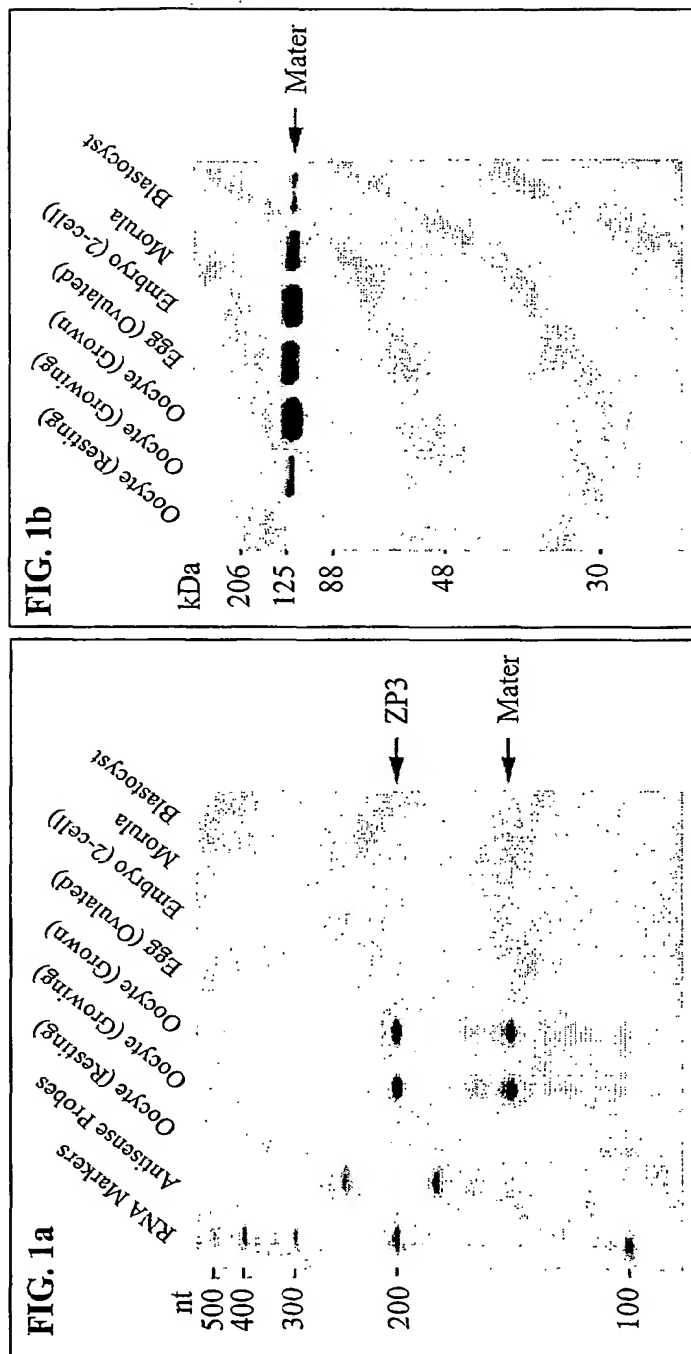 FIG. 1a
RNA Markers
Antisense Probes
Oocyte (Resting)
Oocyte (Growing)
Oocyte (Grown)
Egg (Ovulated)
Embryo (2-cell)
Morula
Blastocyst
nt
500
400
300
200
100
ZP3
Mater
FIG. 1b
Oocyte (Resting)
Oocyte (Growing)
Oocyte (Grown)
Egg (Ovulated)
Embryo (2-cell)
Morula
Blastocyst
kDa
206
125
88
48
30
Mater